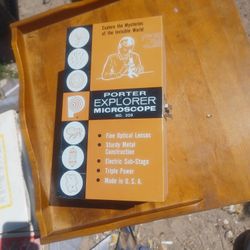 Explore the Mysteries
of the Invisible World
PORTER
EXPLORER
MICROSCOPE
• Fine Optical Lenses
• Sturdy Metal
Construction
• Electric Sub-Stage
• Triple Power
• Made in U. S. A.